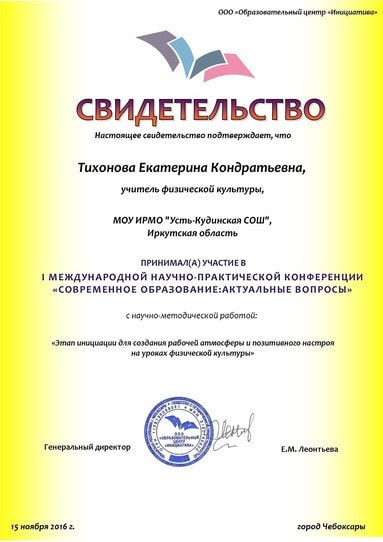 ООО «Образовательный центр «Инициатива»
СВИДЕТЕЛЬСТВО
Настоящее свидетельство подтверждает, что
Тихонова Екатерина Кондратьевна,
учитель физической культуры,
МОУ ИРМО "Усть-Кудинская СОШ",
Иркутская область
ПРИНИМАЛ(А) УЧАСТИЕ В
I МЕЖДУНАРОДНОЙ НАУЧНО-ПРАКТИЧЕСКОЙ КОНФЕРЕНЦИИ
«СОВРЕМЕННОЕ ОБРАЗОВАНИЕ:АКТУАЛЬНЫЕ ВОПРОСЫ»
с научно-методической работой:
«Этап инициации для создания рабочей атмосферы и позитивного настроя
на уроках физической культуры»
ООО
«ОБРАЗОВАТЕЛЬНЫЙ
ЦЕНТР
«ИНИЦИАТИВА»
Генеральный директор
Е.М. Леонтьева
15 ноября 2016 г.
город Чебоксары